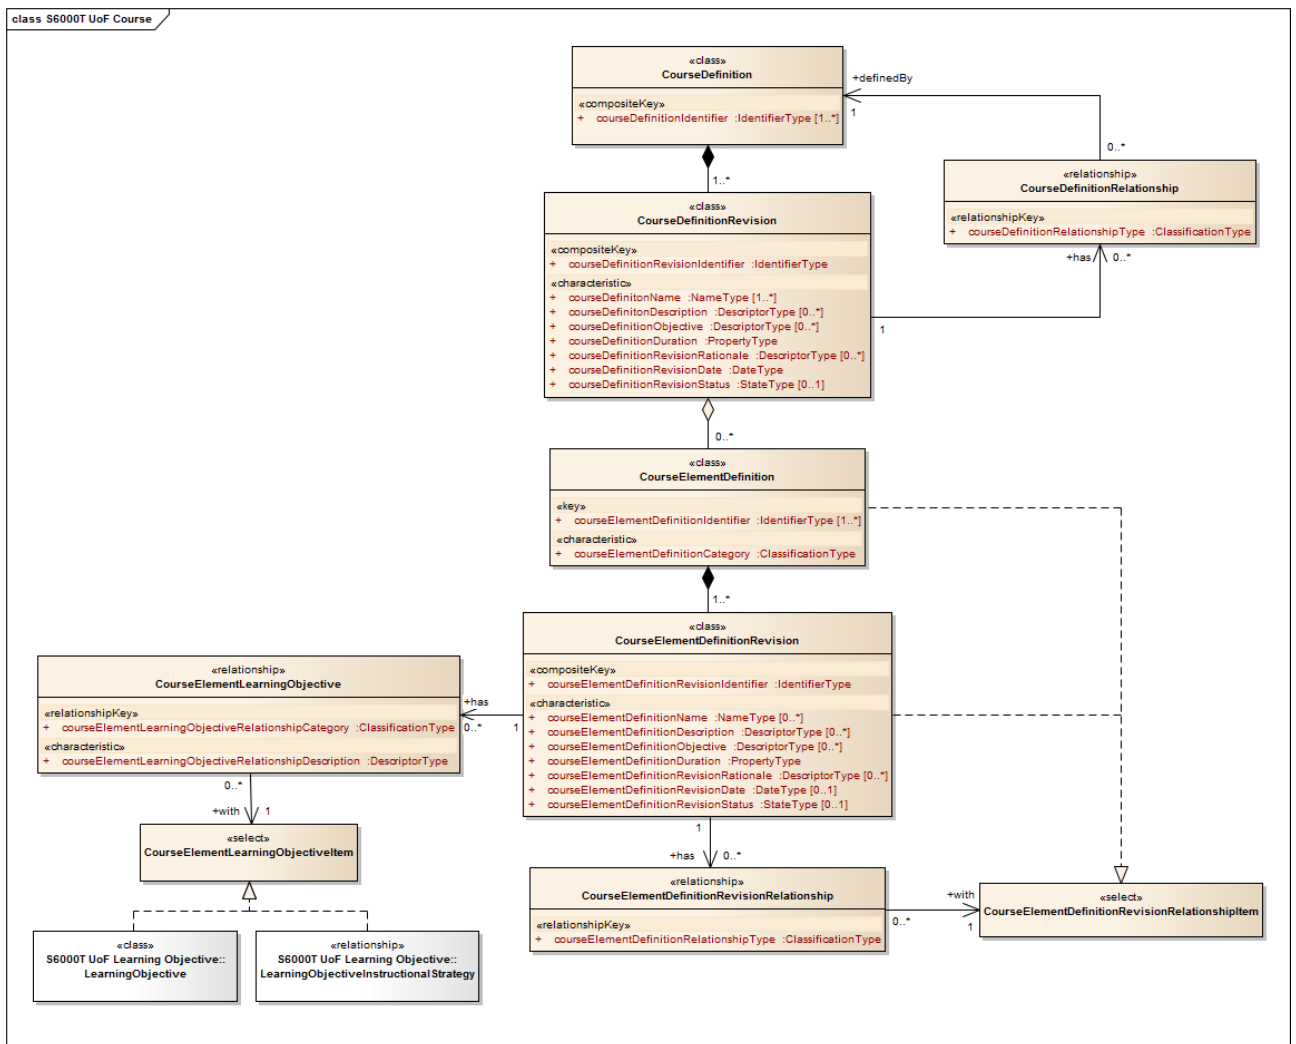 class S6000T UoF Course
«class»
CourseDefinition
«compositeKey»
+ courseDefinitionIdentifier :IdentifierType [1..*]
+definedBy
1
0..*
«relationship»
CourseDefinitionRelationship
«relationshipKey»
+ courseDefinitionRelationshipType :ClassificationType
+has
0..*
1..*
«class»
CourseDefinitionRevision
«compositeKey»
+ courseDefinitionRevisionIdentifier :IdentifierType
«characteristic»
+ courseDefinitonName :NameType [1..*]
+ courseDefinitonDescription :DescriptorType [0..*]
+ courseDefinitionObjective :DescriptorType [0..*]
+ courseDefinitionDuration :PropertyType
+ courseDefinitionRevisionRationale :DescriptorType [0..*]
+ courseDefinitionRevisionDate :DateType
+ courseDefinitionRevisionStatus :StateType [0..1]
1
0..*
«class»
CourseElementDefinition
«key»
+ courseElementDefinitionIdentifier :IdentifierType [1..*]
«characteristic»
+ courseElementDefinitionCategory :ClassificationType
1..*
«class»
CourseElementDefinitionRevision
«compositeKey»
+ courseElementDefinitionRevisionIdentifier :IdentifierType
«characteristic»
+ courseElementDefinitionName :NameType [0..*]
+ courseElementDefinitionDescription :DescriptorType [0..*]
+ courseElementDefinitionObjective :DescriptorType [0..*]
+ courseElementDefinitionDuration :PropertyType
+ courseElementDefinitionRevisionRationale :DescriptorType [0..*]
+ courseElementDefinitionRevisionDate :DateType [0..1]
+ courseElementDefinitionRevisionStatus :StateType [0..1]
+has
0..*
1
«relationship»
CourseElementLearningObjective
«relationshipKey»
+ courseElementLearningObjectiveRelationshipCategory :ClassificationType
«characteristic»
+ courseElementLearningObjectiveRelationshipDescription :DescriptorType
0..*
+with
1
«select»
CourseElementLearningObjectiveItem
«class»
S6000T UoF Learning Objective::
LearningObjective
«relationship»
S6000T UoF Learning Objective::
LearningObjectiveInstructionalStrategy
1
+has
0..*
«relationship»
CourseElementDefinitionRevisionRelationship
«relationshipKey»
+ courseElementDefinitionRelationshipType :ClassificationType
+with
0..*
1
«select»
CourseElementDefinitionRevisionRelationshipItem